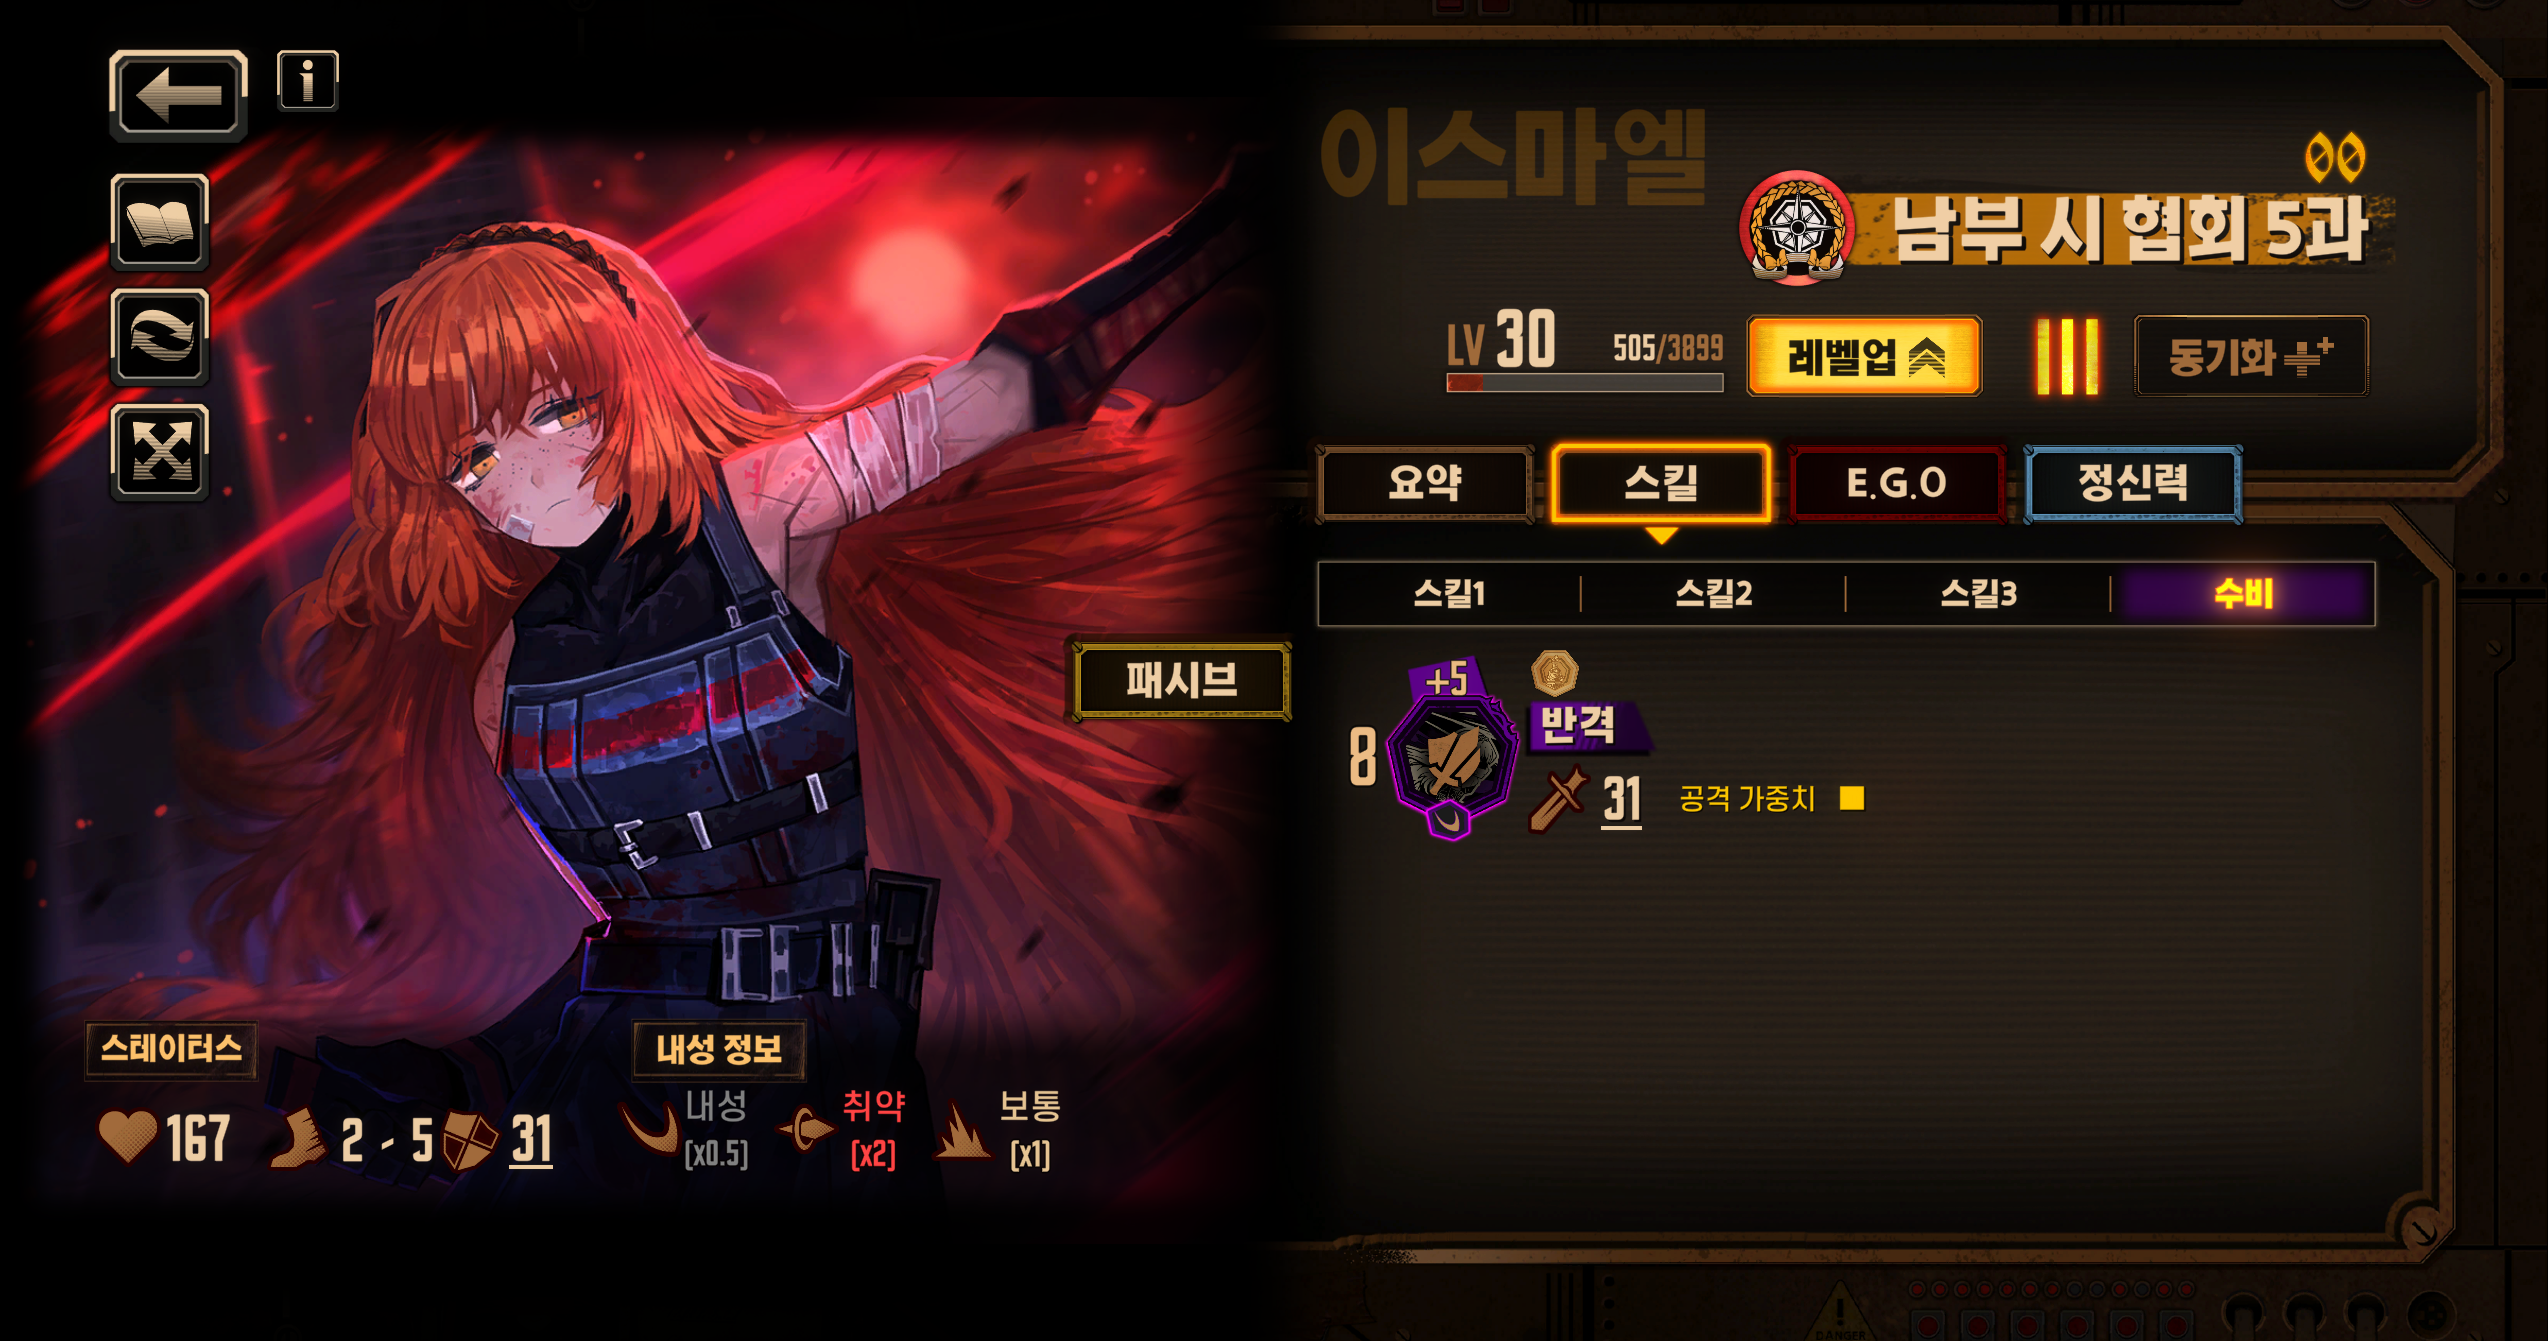 이스마엘
남부 시 협회 5과
LV 30 505/3899 레벨업 동기화
요약 스킬 E.G.O 정신력
스킬1 스킬2 스킬3 수비
+5
8
반격
31 공격 가중치
패시브
스테이터스
167 2 - 5 31
내성 정보
내성 취약 보통
[x0.5] [x2] [x1]
DANGER